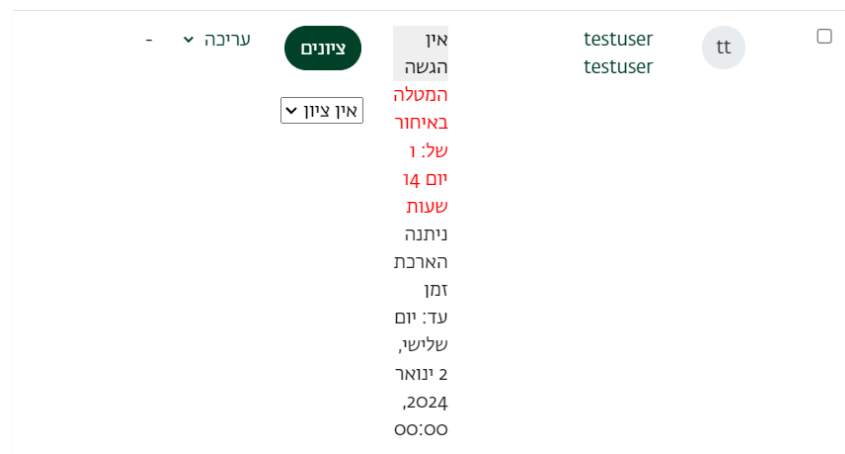 tt
testuser
testuser
אין
הגשה
המטלה
באיחור
של: 1
יום 14
שעות
ניתנה
הארכת
זמן
עד: יום
שלישי,
2 ינואר
2024,
00:00
ציונים
אין ציון
עריכה
-